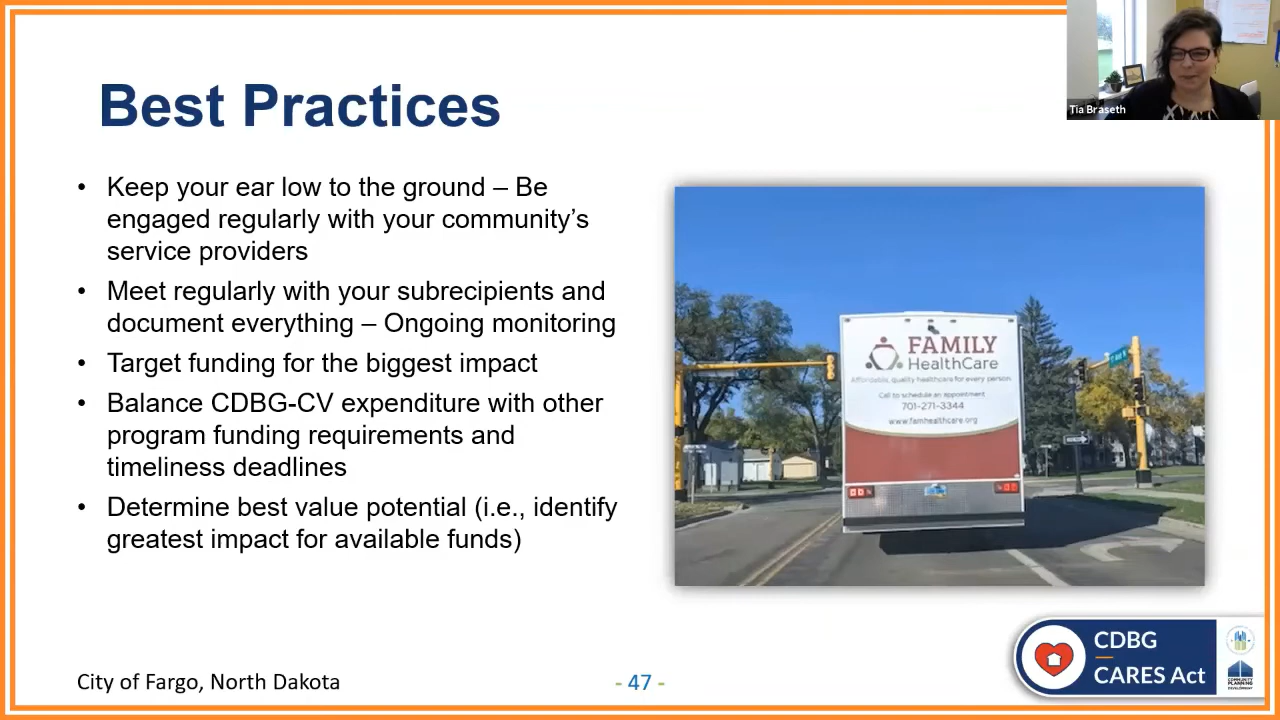 Best Practices
Tia Braseth
• Keep your ear low to the ground – Be
engaged regularly with your community's
service providers
• Meet regularly with your subrecipients and
document everything – Ongoing monitoring
• Target funding for the biggest impact
• Balance CDBG-CV expenditure with other
program funding requirements and
timeliness deadlines
• Determine best value potential (i.e., identify
greatest impact for available funds)
FAMILY
HealthCare
Affordable, quality healthcare for every person.
Call to schedule an appointment
701-271-3344
www.famhealthcare.org
City of Fargo, North Dakota
- 47 -
CDBG
CARES Act
COMMUNITY
PLANNING
DEVELOPMENT